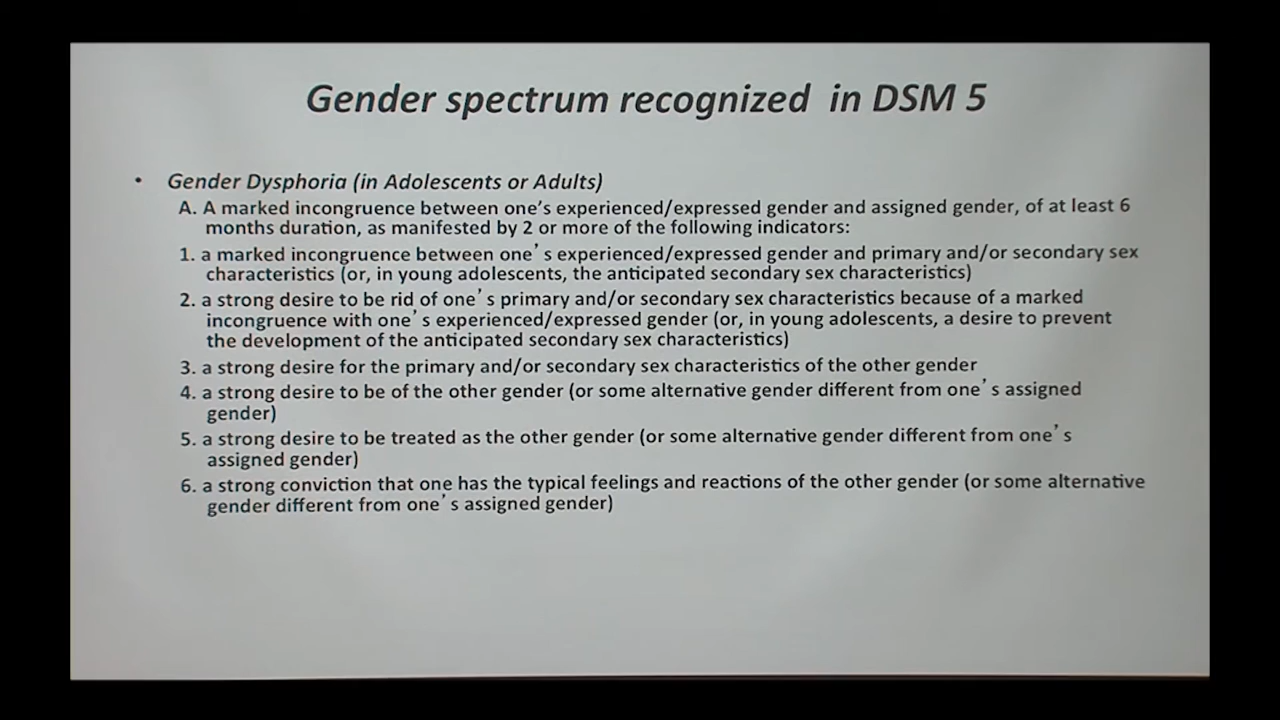 Gender spectrum recognized in DSM 5
• Gender Dysphoria (in Adolescents or Adults)
A. A marked incongruence between one's experienced/expressed gender and assigned gender, of at least 6
months duration, as manifested by 2 or more of the following indicators:
1. a marked incongruence between one's experienced/expressed gender and primary and/or secondary sex
characteristics (or, in young adolescents, the anticipated secondary sex characteristics)
2. a strong desire to be rid of one's primary and/or secondary sex characteristics because of a marked
incongruence with one's experienced/expressed gender (or, in young adolescents, a desire to prevent
the development of the anticipated secondary sex characteristics)
3. a strong desire for the primary and/or secondary sex characteristics of the other gender
4. a strong desire to be of the other gender (or some alternative gender different from one's assigned
gender)
5. a strong desire to be treated as the other gender (or some alternative gender different from one's
assigned gender)
6. a strong conviction that one has the typical feelings and reactions of the other gender (or some alternative
gender different from one's assigned gender)